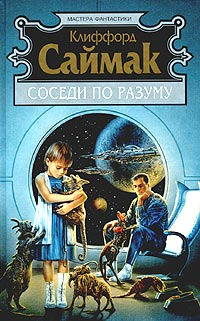 МАСТЕРА ФАНТАСТИКИ
Клиффорд
Саймак
СОСЕДИ ПО РАЗУМУ